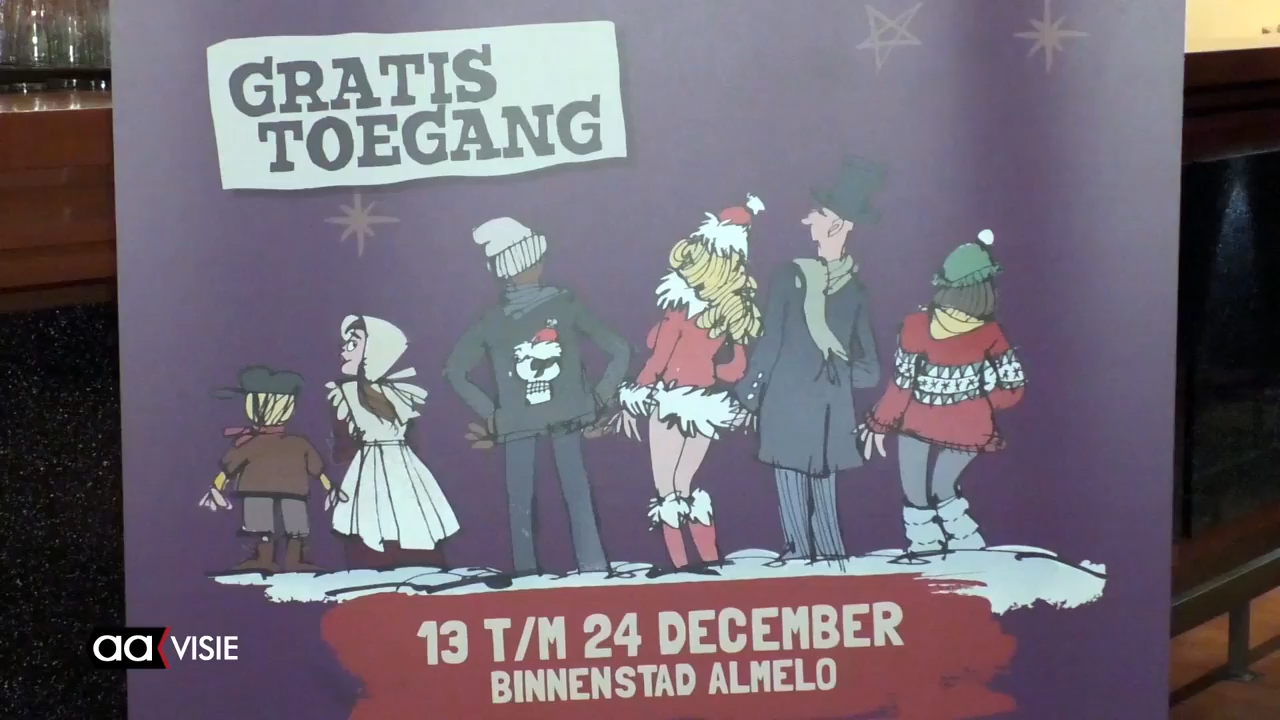 GRATIS
TOEGANG
13 T/M 24 DECEMBER
BINNENSTAD ALMELO
aa VISIE